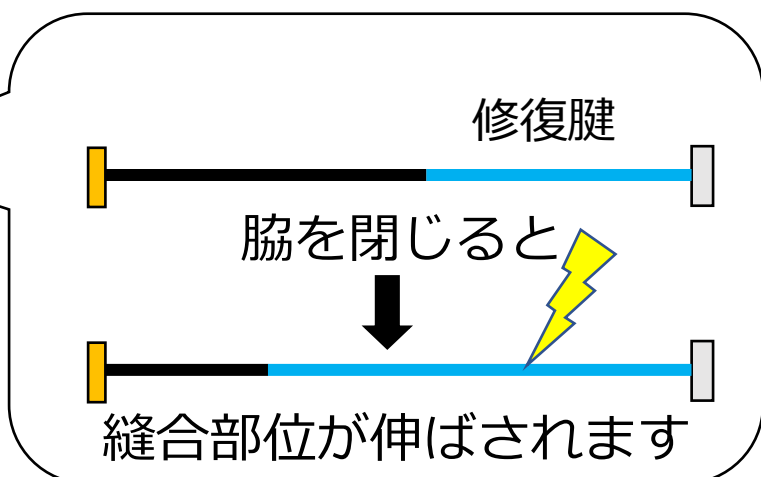 修復腱
脇を閉じると
縫合部位が伸ばされます